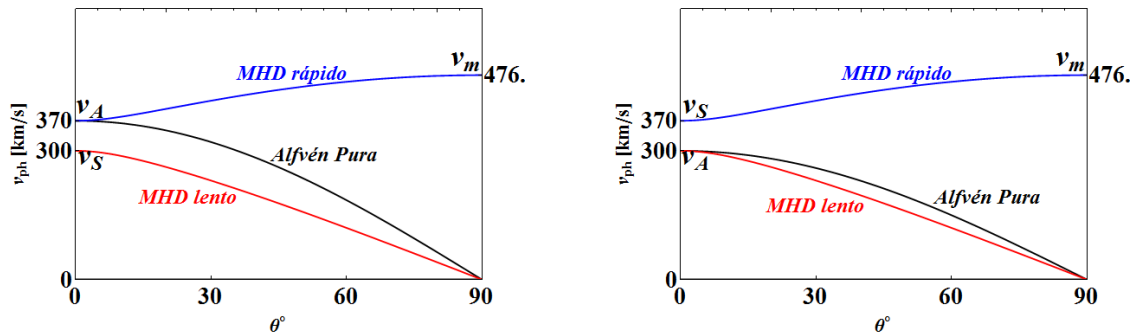 v_m
476.
MHD rápido
v_A
370
300
v_S
Alfvén Pura
MHD lento
v_ph [km/s]
0
0 30 60 90
θ°
v_m
476.
MHD rápido
v_S
370
300
v_A
Alfvén Pura
MHD lento
v_ph [km/s]
0
0 30 60 90
θ°